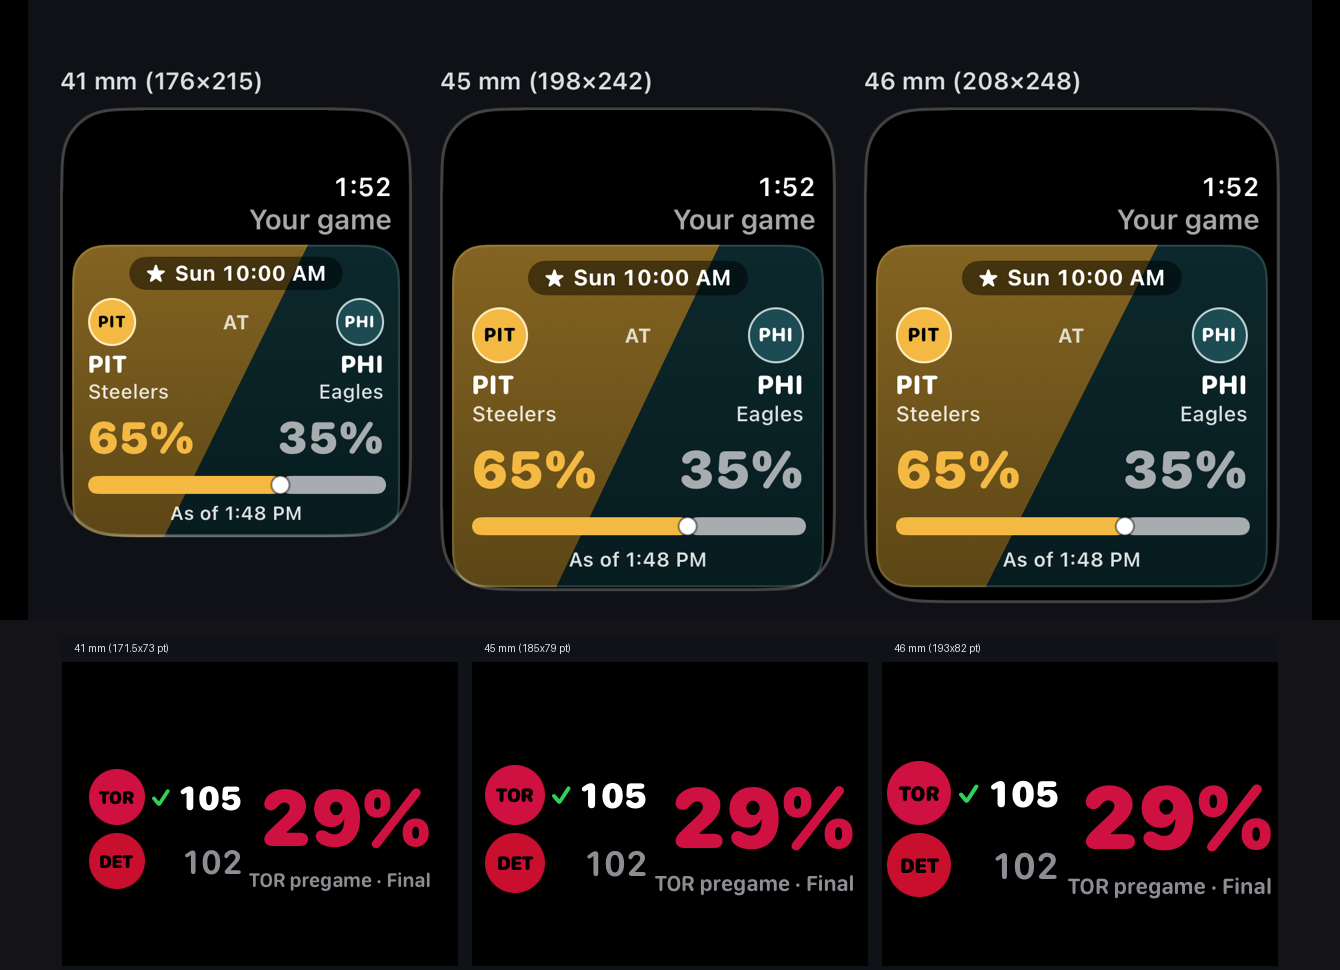 41 mm (176×215)
45 mm (198×242)
46 mm (208×248)
1:52
Your game
★ Sun 10:00 AM
PIT
AT
PHI
PIT
PHI
Steelers
Eagles
65%
35%
As of 1:48 PM
1:52
Your game
★ Sun 10:00 AM
PIT
AT
PHI
PIT
PHI
Steelers
Eagles
65%
35%
As of 1:48 PM
1:52
Your game
★ Sun 10:00 AM
PIT
AT
PHI
PIT
PHI
Steelers
Eagles
65%
35%
As of 1:48 PM
41 mm (171.5x73 pt)
45 mm (185x79 pt)
46 mm (193x82 pt)
TOR
✓ 105
29%
DET
102
TOR pregame · Final
TOR
✓ 105
29%
DET
102
TOR pregame · Final
TOR
✓ 105
29%
DET
102
TOR pregame · Final